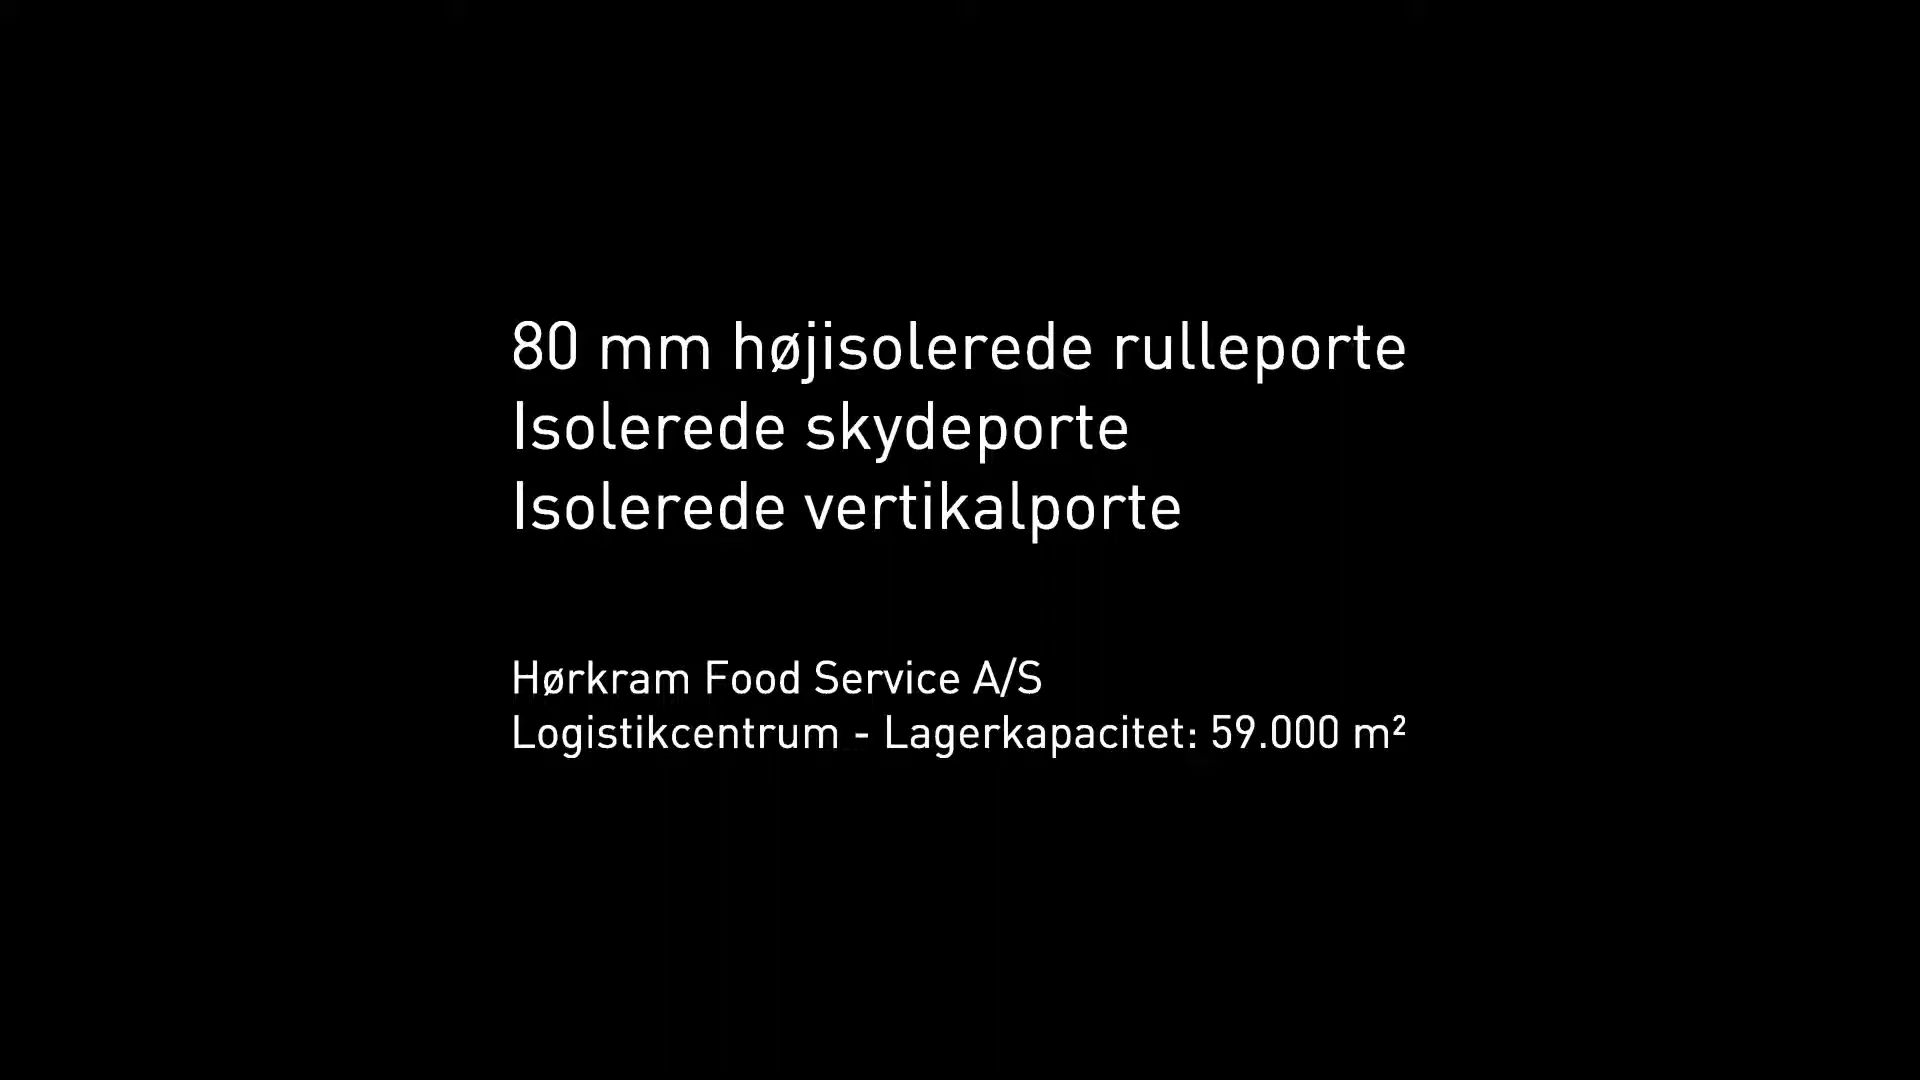 80 mm højisolerede rulleporte
Isolerede skydeporte
Isolerede vertikalporte
Hørkram Food Service A/S
Logistikcentrum - Lagerkapacitet: 59.000 m²